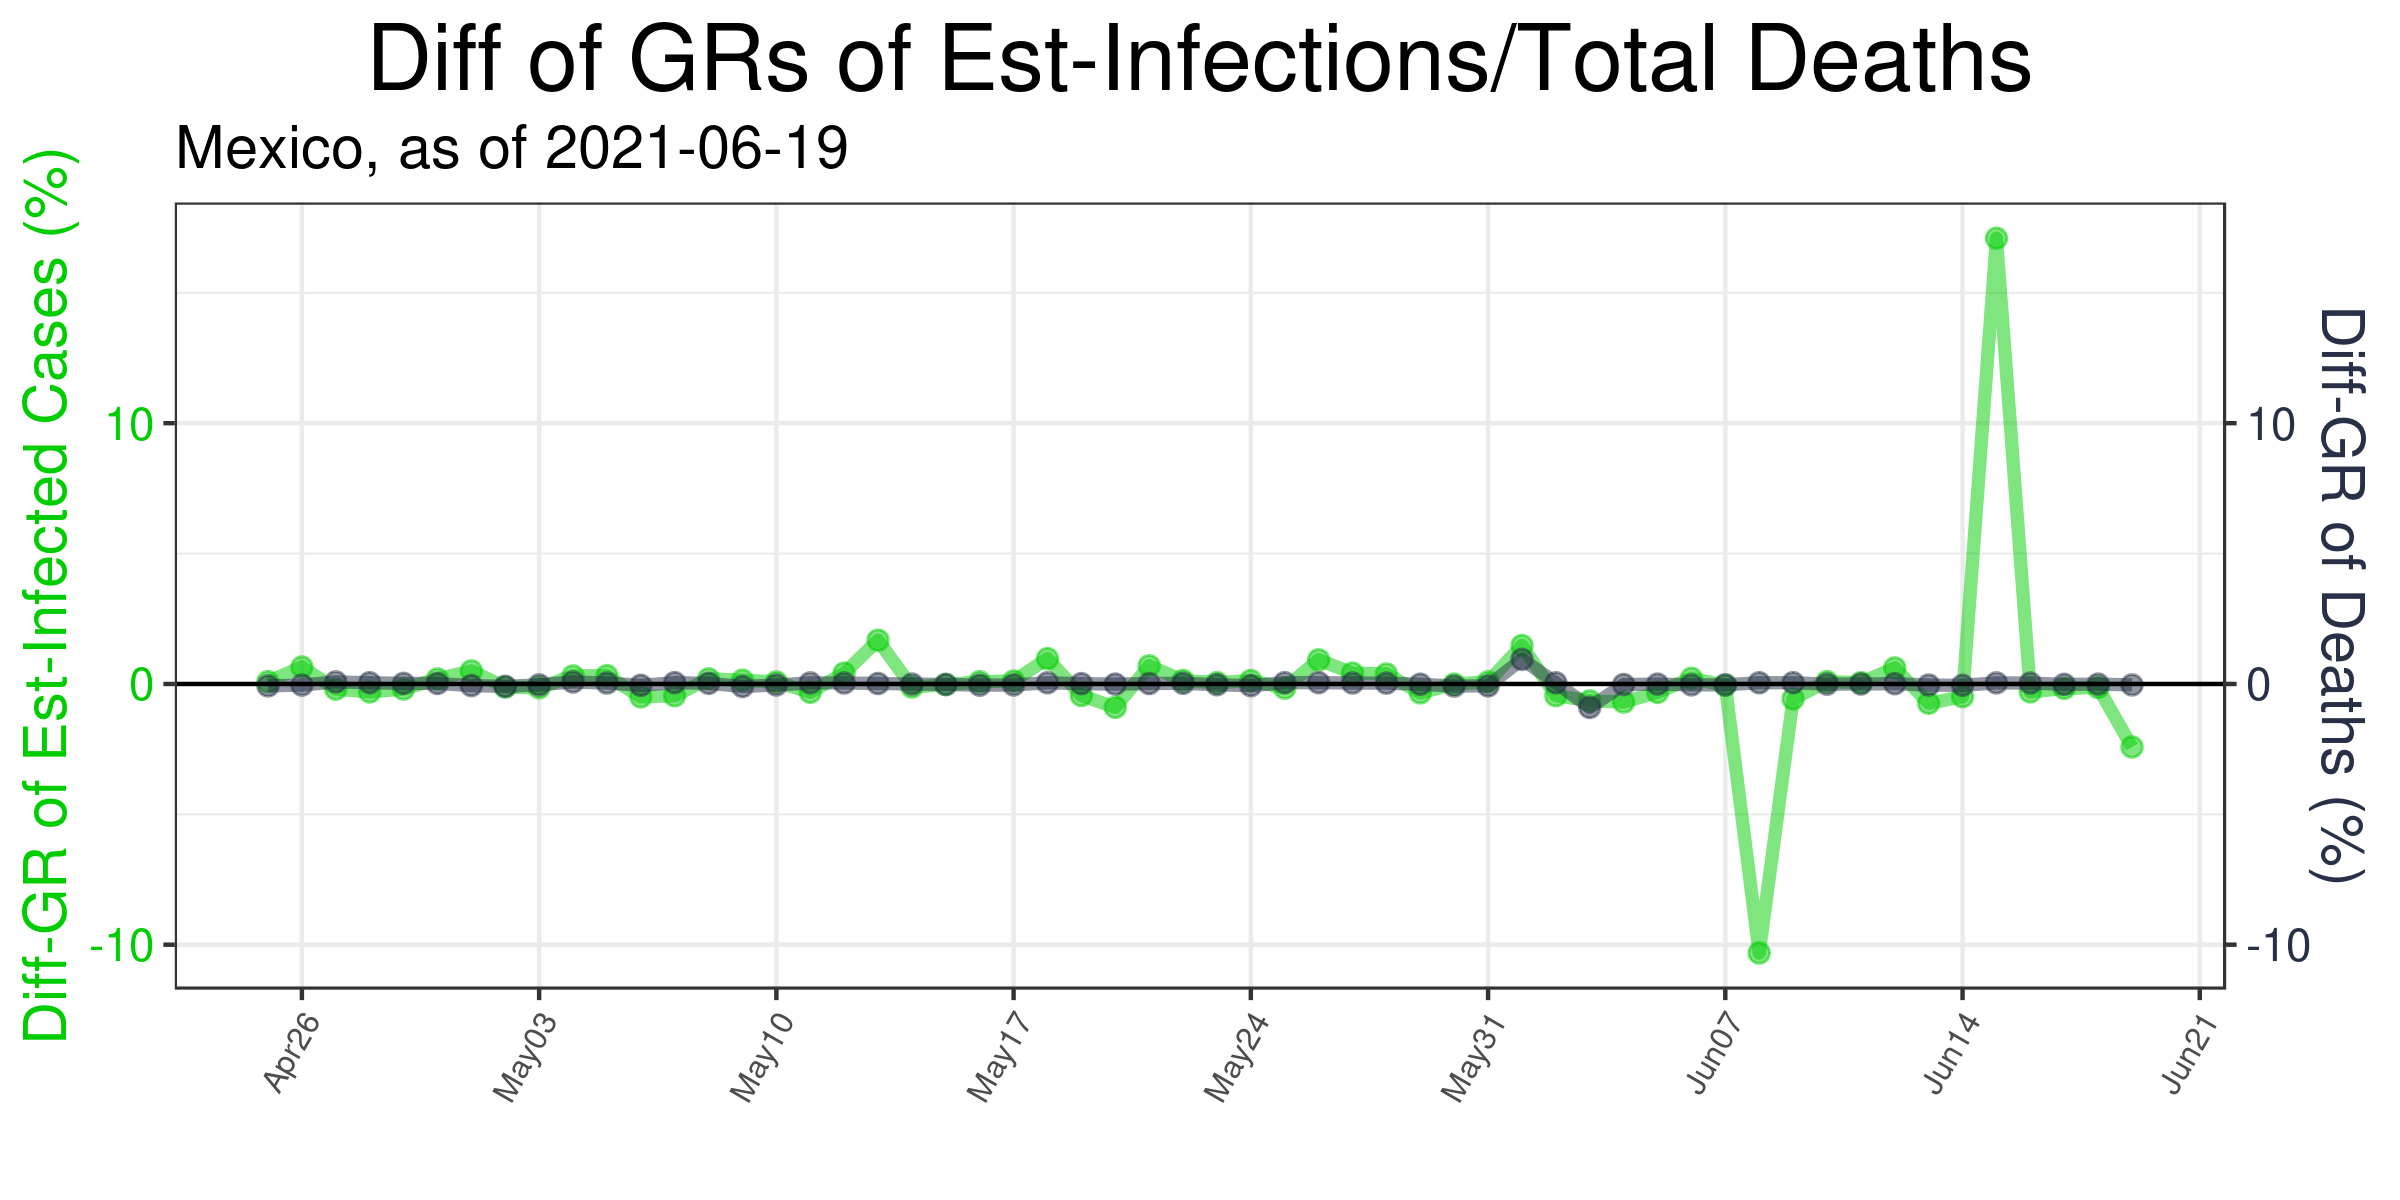 Diff of GRs of Est-Infections/Total Deaths
Mexico, as of 2021-06-19
Diff-GR of Est-Infected Cases (%)
10
0
-10
10
0
-10
Diff-GR of Deaths (%)
Apr26
May03
May10
May17
May24
May31
Jun07
Jun14
Jun21